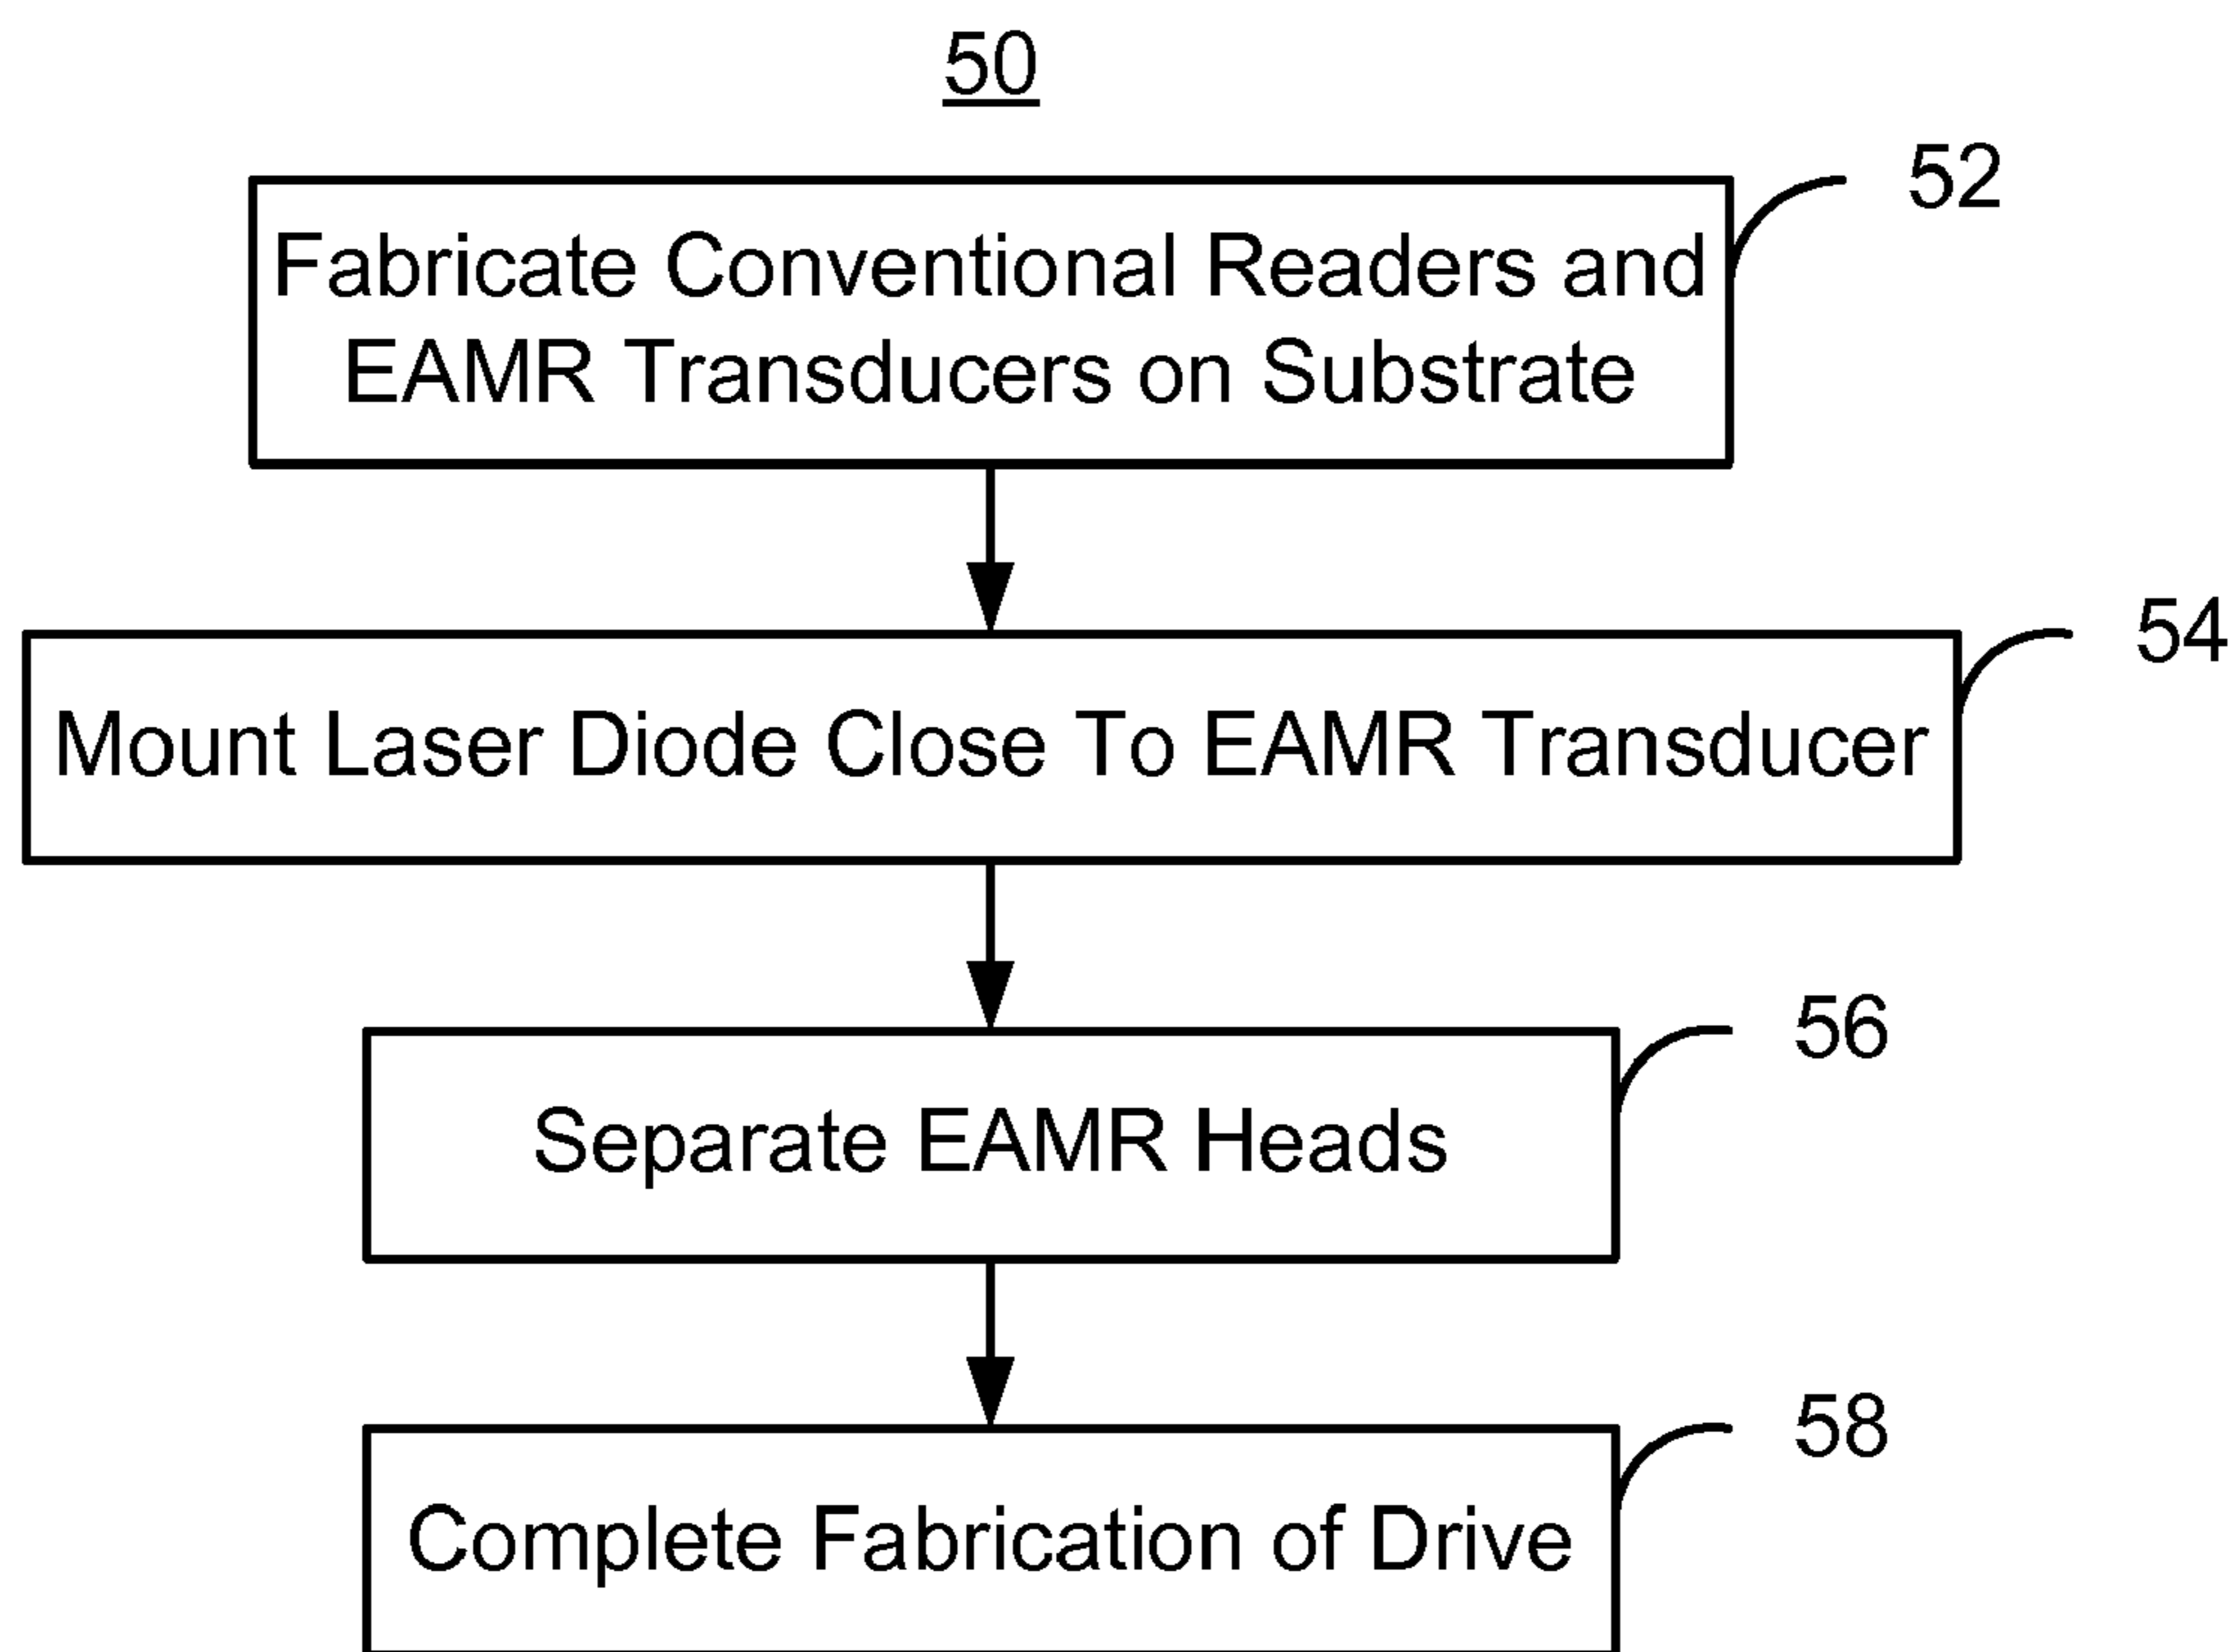 50
52
Fabricate Conventional Readers and
EAMR Transducers on Substrate
54
Mount Laser Diode Close To EAMR Transducer
56
Separate EAMR Heads
58
Complete Fabrication of Drive